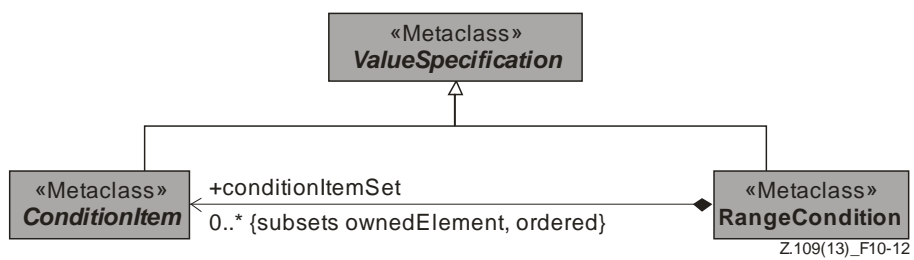 «Metaclass»
ValueSpecification
«Metaclass»
ConditionItem
+conditionItemSet
0..* {subsets ownedElement, ordered}
«Metaclass»
RangeCondition
Z.109(13)_F10-12